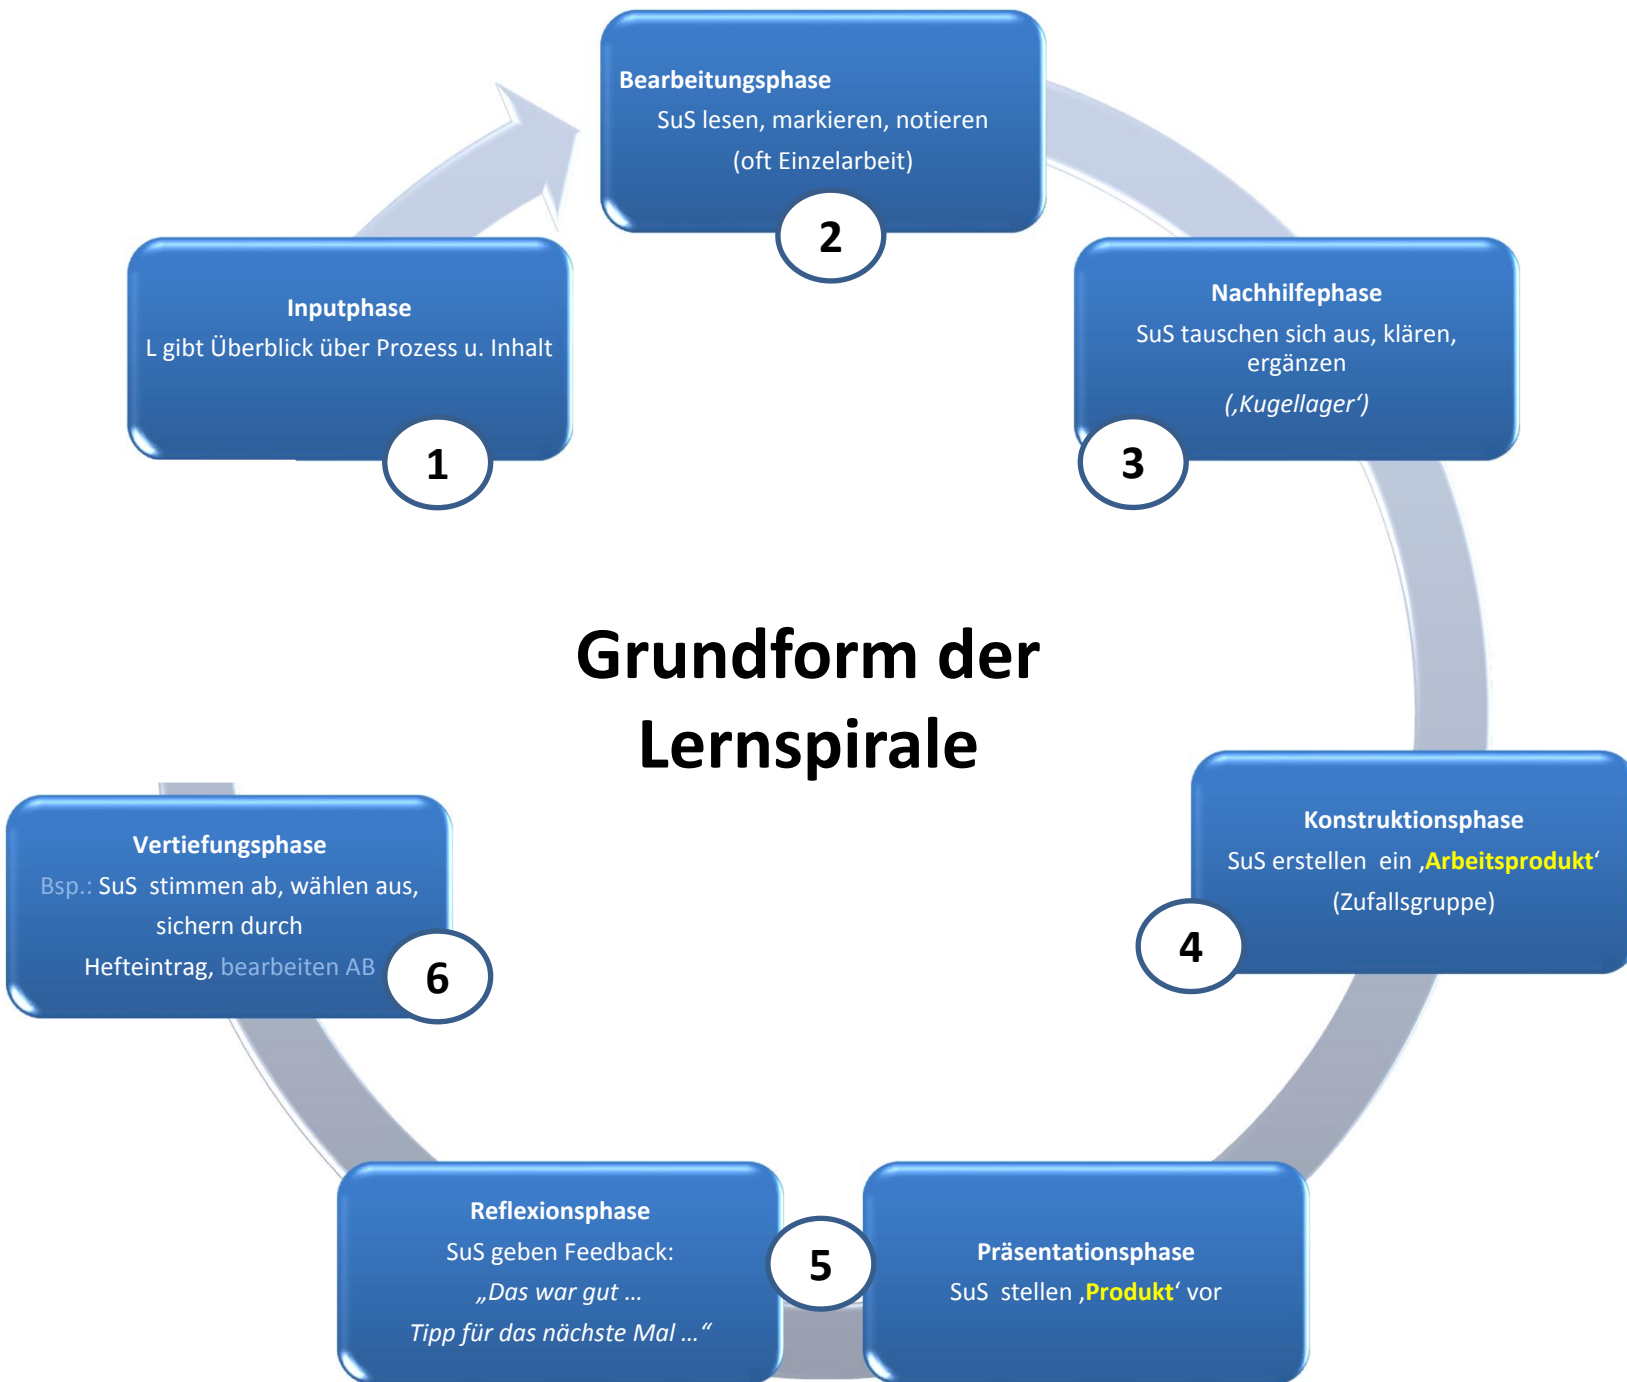 Grundform der
Lernspirale
Inputphase
L gibt Überblick über Prozess u. Inhalt
1
Bearbeitungsphase
SuS lesen, markieren, notieren
(oft Einzelarbeit)
2
Nachhilfephase
SuS tauschen sich aus, klären,
ergänzen
(‚Kugellager‘)
3
Konstruktionsphase
SuS erstellen ein ‚Arbeitsprodukt‘
(Zufallsgruppe)
4
Präsentationsphase
SuS stellen ‚Produkt‘ vor
5
Reflexionsphase
SuS geben Feedback:
„Das war gut …
Tipp für das nächste Mal …“
Vertiefungsphase
Bsp.: SuS stimmen ab, wählen aus,
sichern durch
Hefteintrag, bearbeiten AB
6